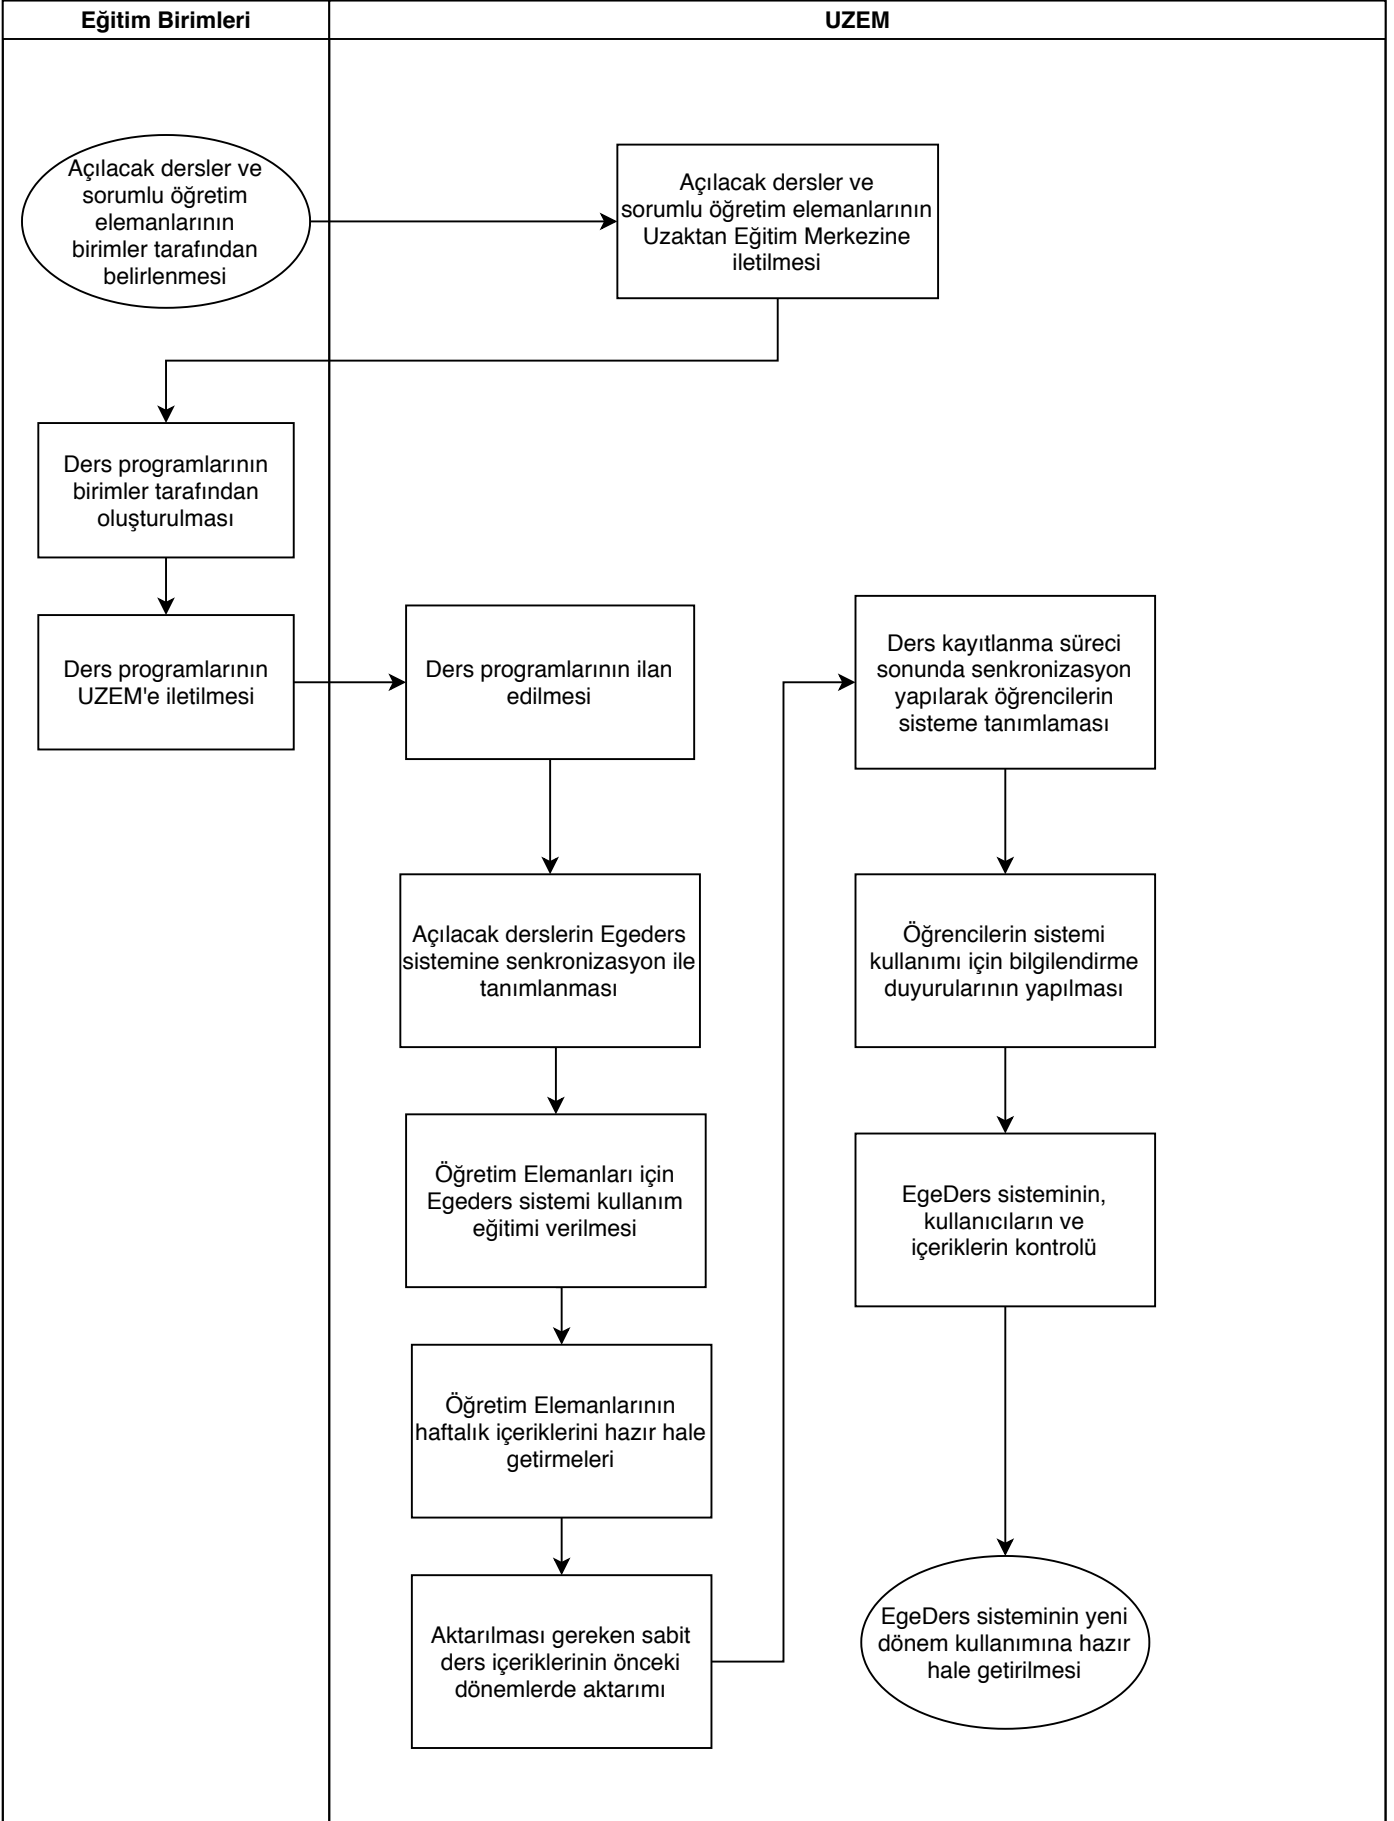 Eğitim Birimleri
UZEM
Açılacak dersler ve
sorumlu öğretim
elemanlarının
birimler tarafından
belirlenmesi
Açılacak dersler ve
sorumlu öğretim elemanlarının
Uzaktan Eğitim Merkezine
iletilmesi
Ders programlarının
birimler tarafından
oluşturulması
Ders programlarının
UZEM'e iletilmesi
Ders programlarının ilan
edilmesi
Açılacak derslerin Egeders
sistemine senkronizasyon ile
tanımlanması
Öğretim Elemanları için
Egeders sistemi kullanım
eğitimi verilmesi
Öğretim Elemanlarının
haftalık içeriklerini hazır hale
getirmeleri
Aktarılması gereken sabit
ders içeriklerinin önceki
dönemlerde aktarımı
Ders kayıtlanma süreci
sonunda senkronizasyon
yapılarak öğrencilerin
sisteme tanımlaması
Öğrencilerin sistemi
kullanımı için bilgilendirme
duyurularının yapılması
EgeDers sisteminin,
kullanıcıların ve
içeriklerin kontrolü
EgeDers sisteminin yeni
dönem kullanımına hazır
hale getirilmesi